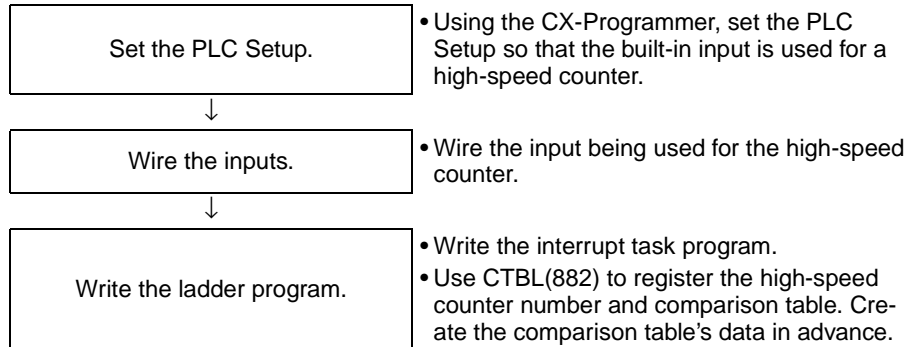 Set the PLC Setup.
• Using the CX-Programmer, set the PLC
Setup so that the built-in input is used for a
high-speed counter.
↓
Wire the inputs.
• Wire the input being used for the high-speed
counter.
↓
Write the ladder program.
• Write the interrupt task program.
• Use CTBL(882) to register the high-speed
counter number and comparison table. Cre-
ate the comparison table's data in advance.